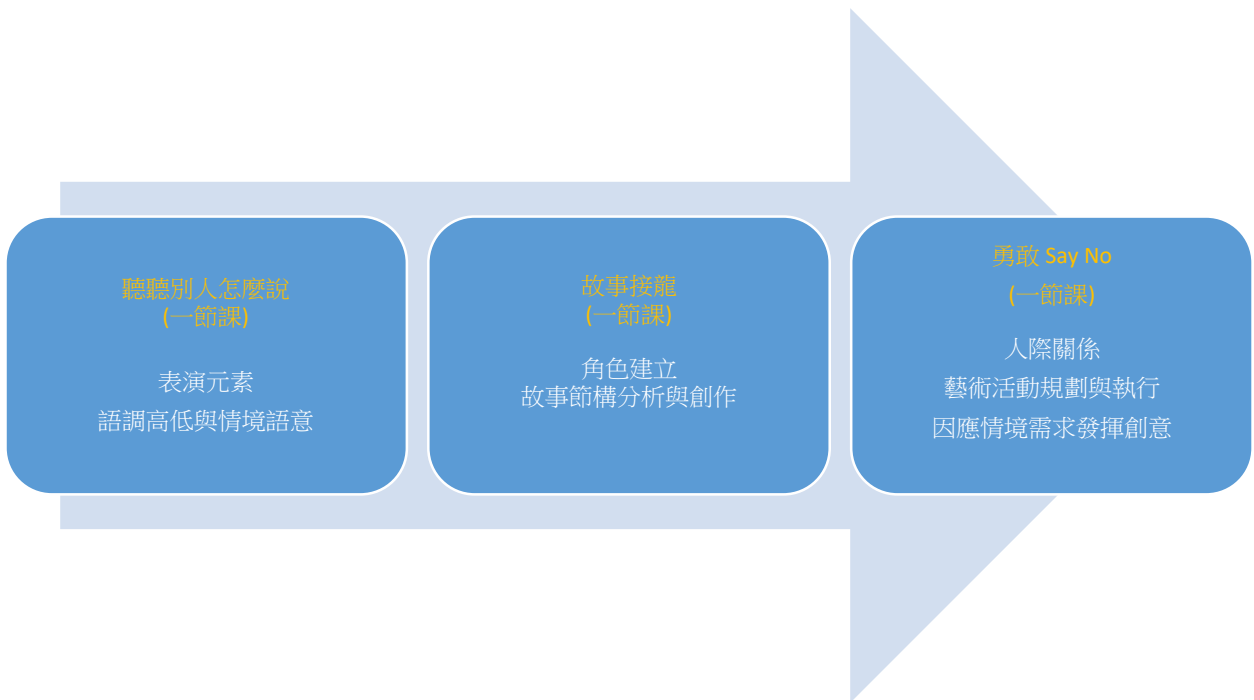 聽聽別人怎麼說
(一節課)
表演元素
語調高低與情境語意
故事接龍
(一節課)
角色建立
故事節構分析與創作
勇敢 Say No
(一節課)
人際關係
藝術活動規劃與執行
因應情境需求發揮創意